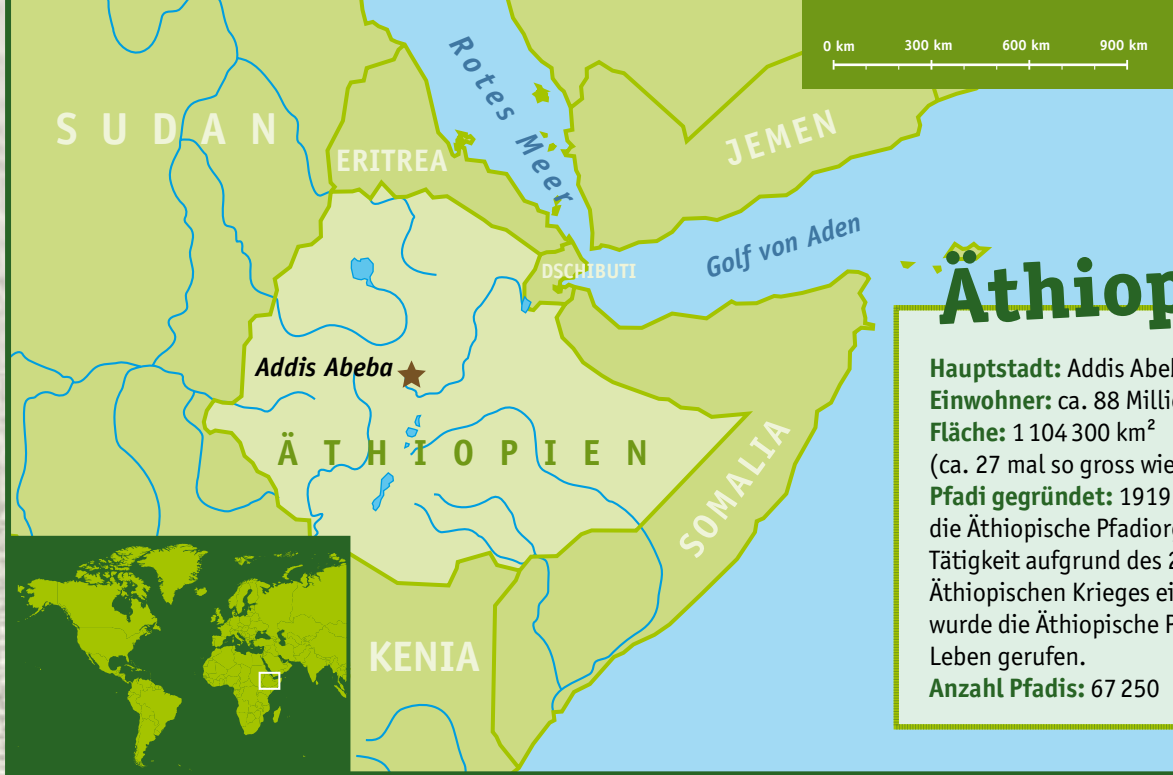 0 km 300 km 600 km 900 km
Rotes Meer
SUDAN
ERITREA
JEMEN
Golf von Aden
DSCHIBUTI
Addis Abeba
ÄTHIOPIEN
SOMALIA
KENIA
Äthiop
Hauptstadt: Addis Abeb
Einwohner: ca. 88 Millio
Fläche: 1 104 300 km²
(ca. 27 mal so gross wie
Pfadi gegründet: 1919
die Äthiopische Pfadiord
Tätigkeit aufgrund des 2
Äthiopischen Krieges ei
wurde die Äthiopische P
Leben gerufen.
Anzahl Pfadis: 67 250